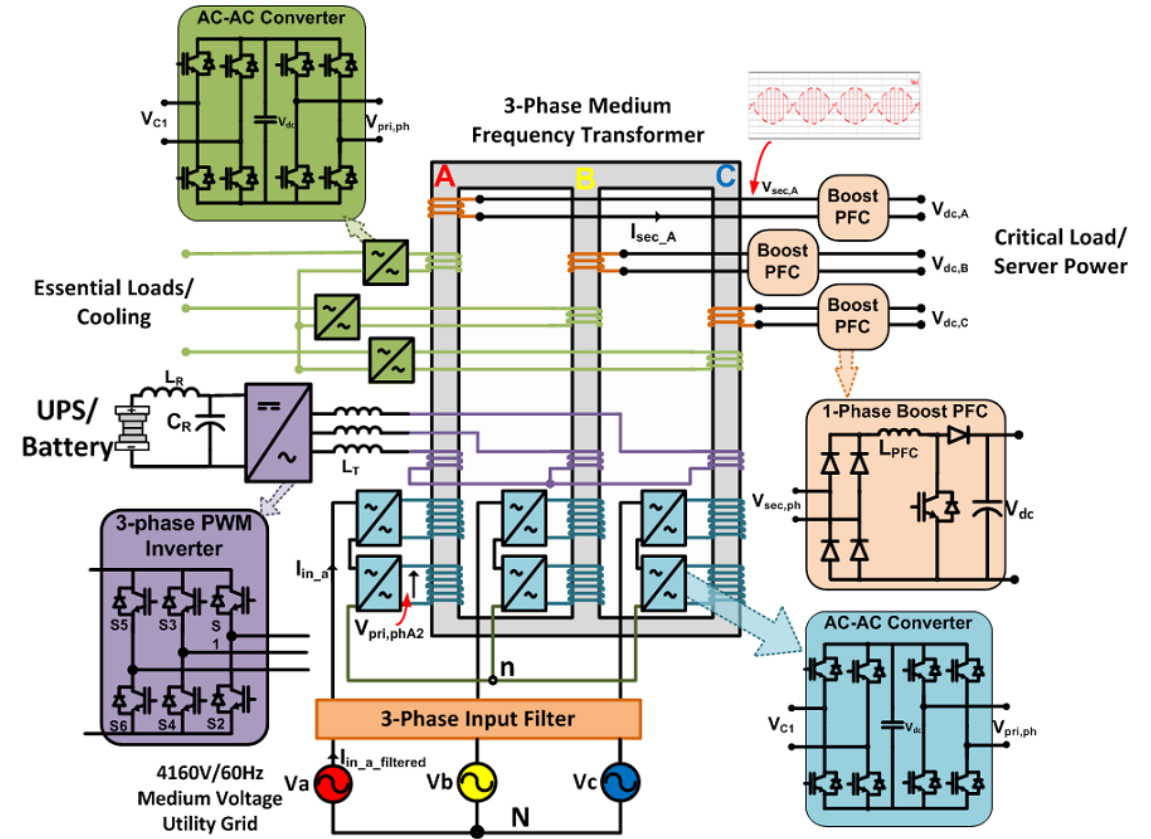 AC-AC Converter
V_C1
V_dc
V_pri,ph
3-Phase Medium
Frequency Transformer
A
B
C
V_sec,A
I_sec_A
Boost
PFC
V_dc,A
Boost
PFC
V_dc,B
Boost
PFC
V_dc,C
Critical Load/
Server Power
Essential Loads/
Cooling
UPS/
Battery
L_R
C_R
L_T
1-Phase Boost PFC
L_PFC
V_sec,ph
V_dc
3-phase PWM
Inverter
S5
S3
S
1
S6
S4
S2
I_in_a
V_pri,phA2
n
AC-AC Converter
V_C1
V_dc
V_pri,ph
3-Phase Input Filter
I_in_a_filtered
4160V/60Hz
Medium Voltage
Utility Grid
Va
Vb
Vc
N